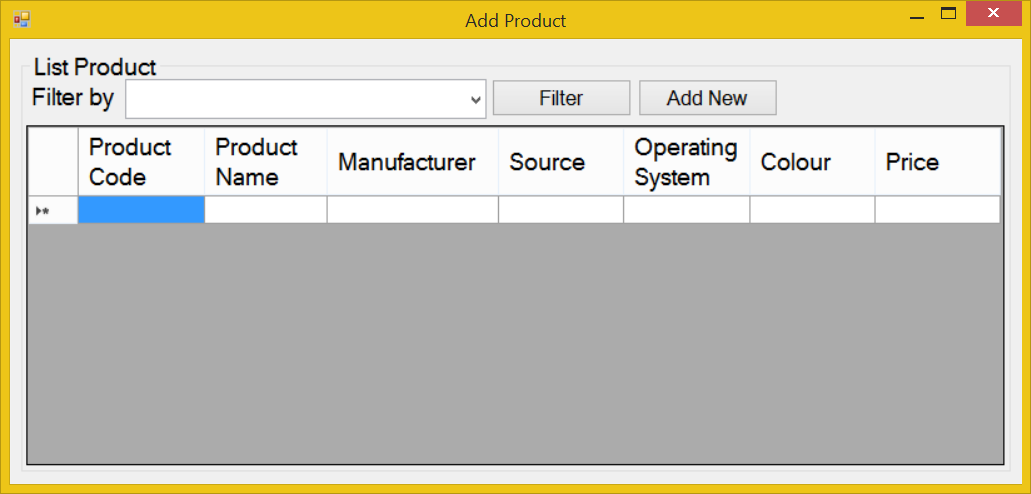 Add Product
List Product
Filter by
Filter
Add New
Product Code
Product Name
Manufacturer
Source
Operating System
Colour
Price